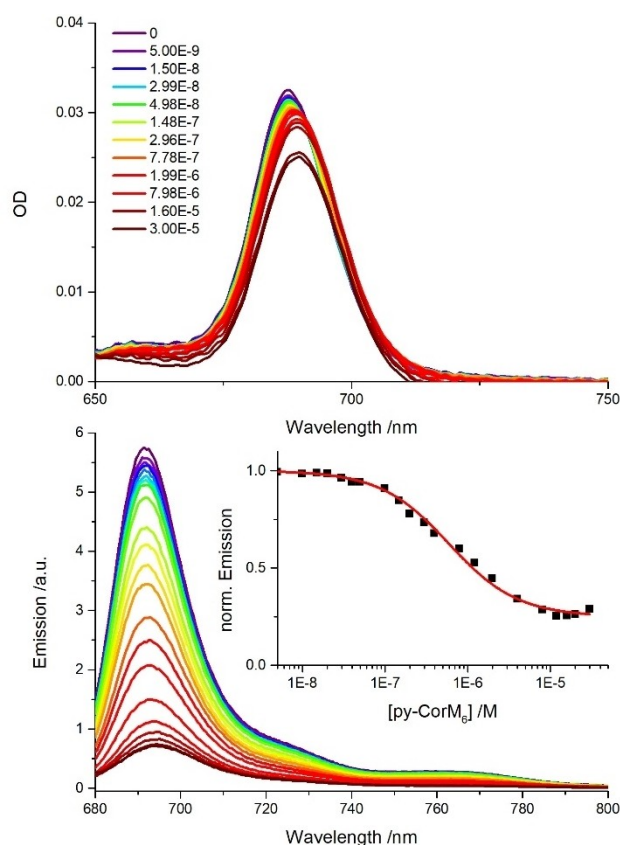 0.04
0.03
0.02
0.01
0.00
OD
0
5.00E-9
1.50E-8
2.99E-8
4.98E-8
1.48E-7
2.96E-7
7.78E-7
1.99E-6
7.98E-6
1.60E-5
3.00E-5
650
700
750
Wavelength /nm
6
5
4
3
2
1
0
Emission /a.u.
1.0
0.5
0.0
norm. Emission
1E-8
1E-7
1E-6
1E-5
[py-CorM6] /M
680
700
720
740
760
780
800
Wavelength /nm